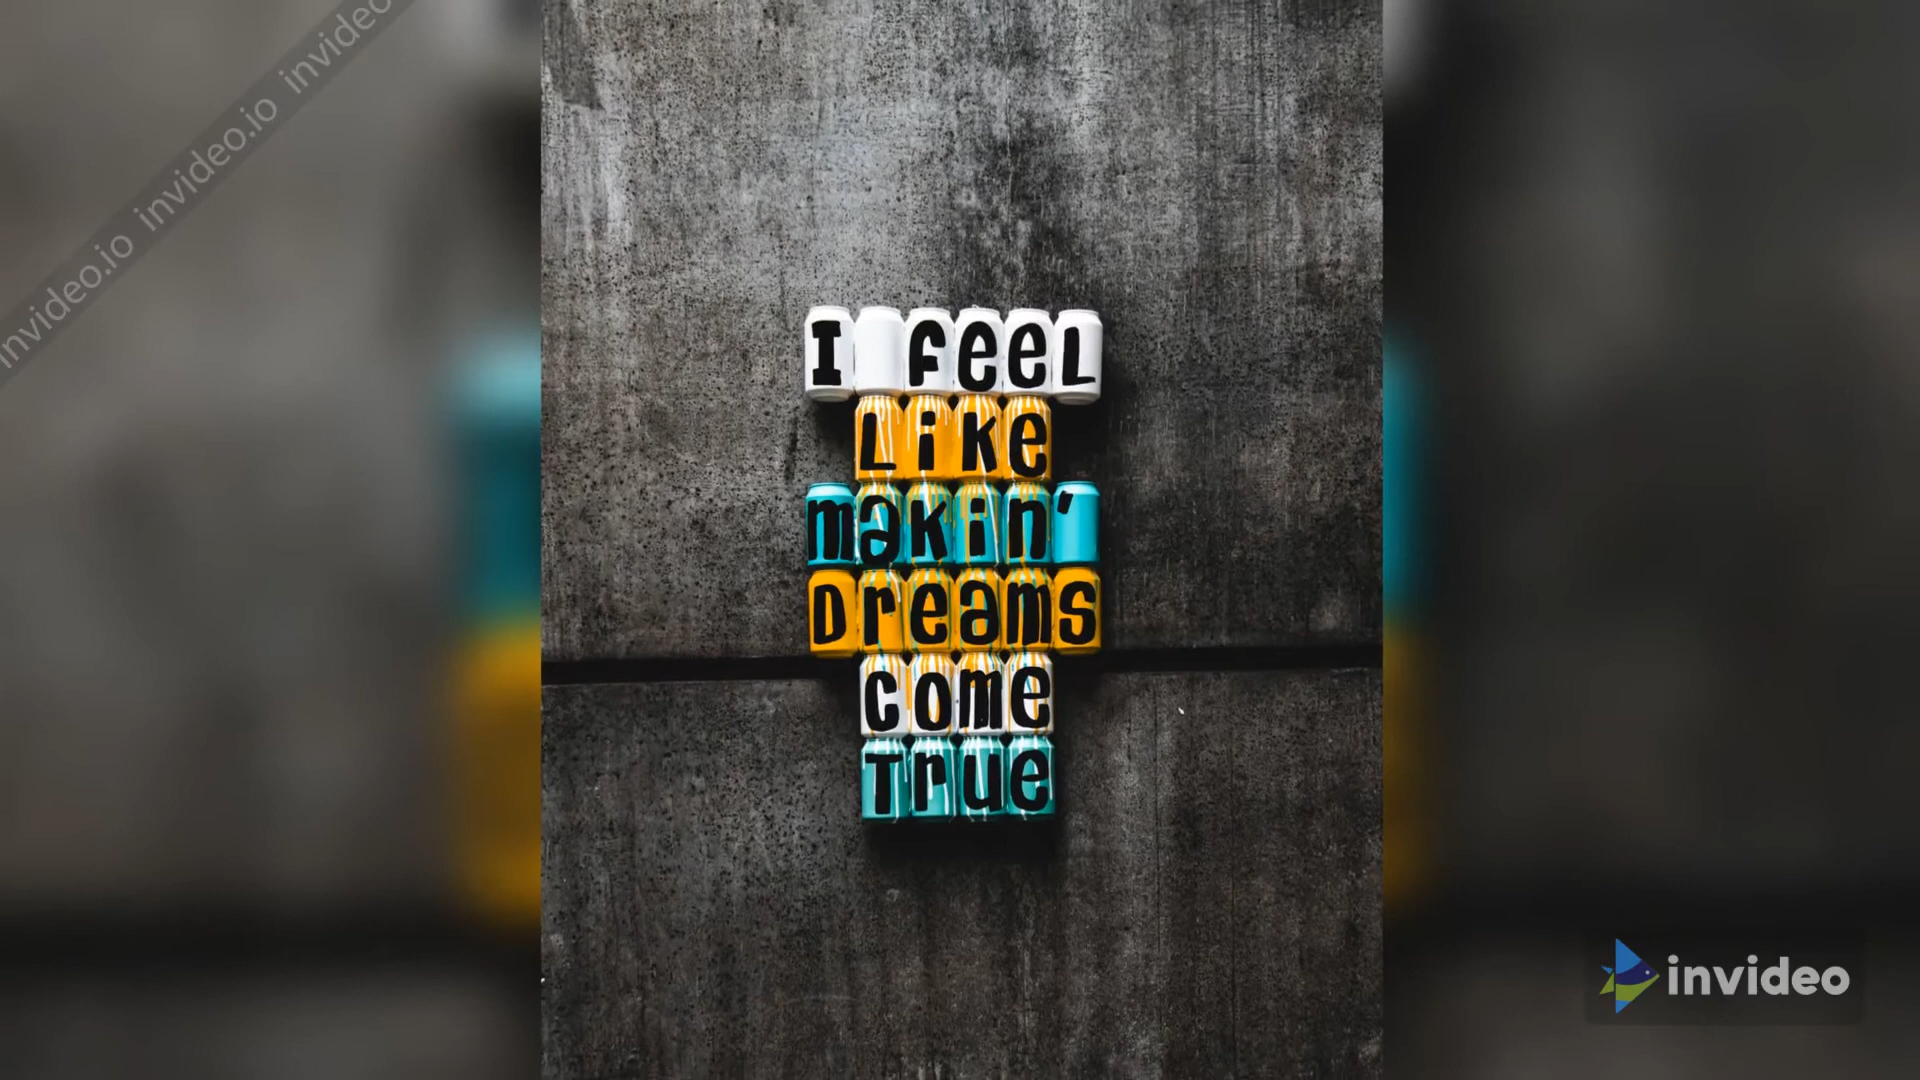 invideo.io invideo.io invideo
I feel
Like
makin'
Dreams
come
True
invideo